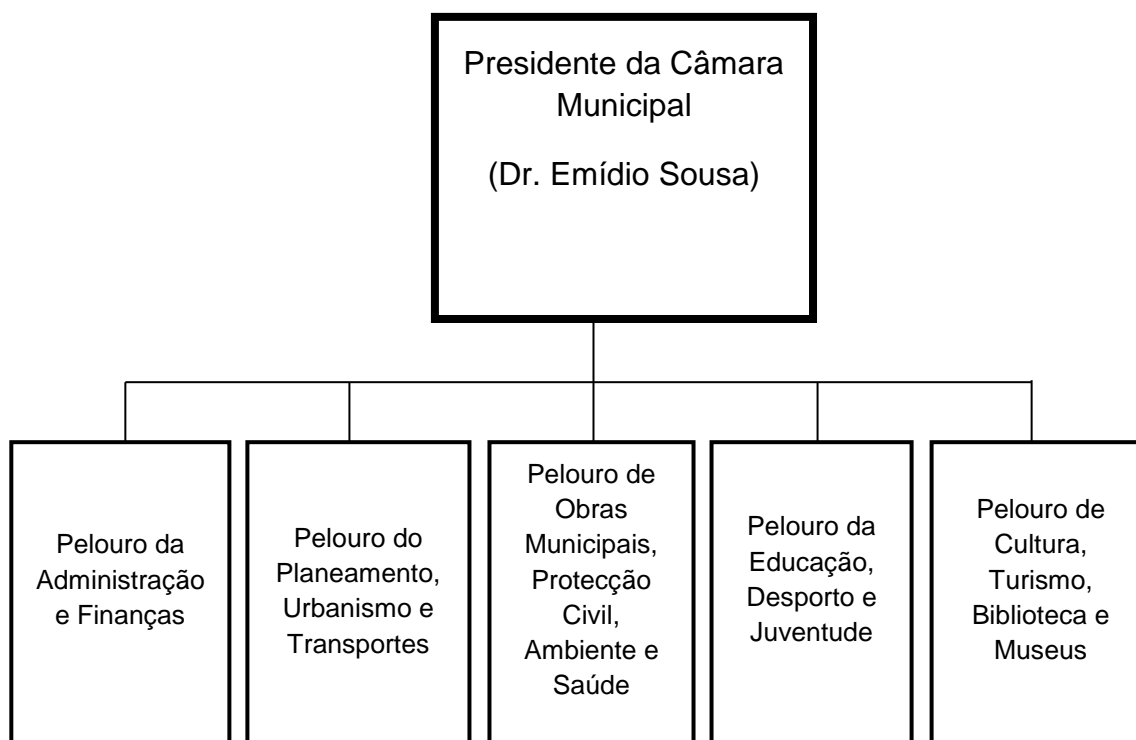 Presidente da Câmara
Municipal
(Dr. Emídio Sousa)
Pelouro da
Administração
e Finanças
Pelouro do
Planeamento,
Urbanismo e
Transportes
Pelouro de
Obras
Municipais,
Protecção
Civil,
Ambiente e
Saúde
Pelouro da
Educação,
Desporto e
Juventude
Pelouro de
Cultura,
Turismo,
Biblioteca e
Museus